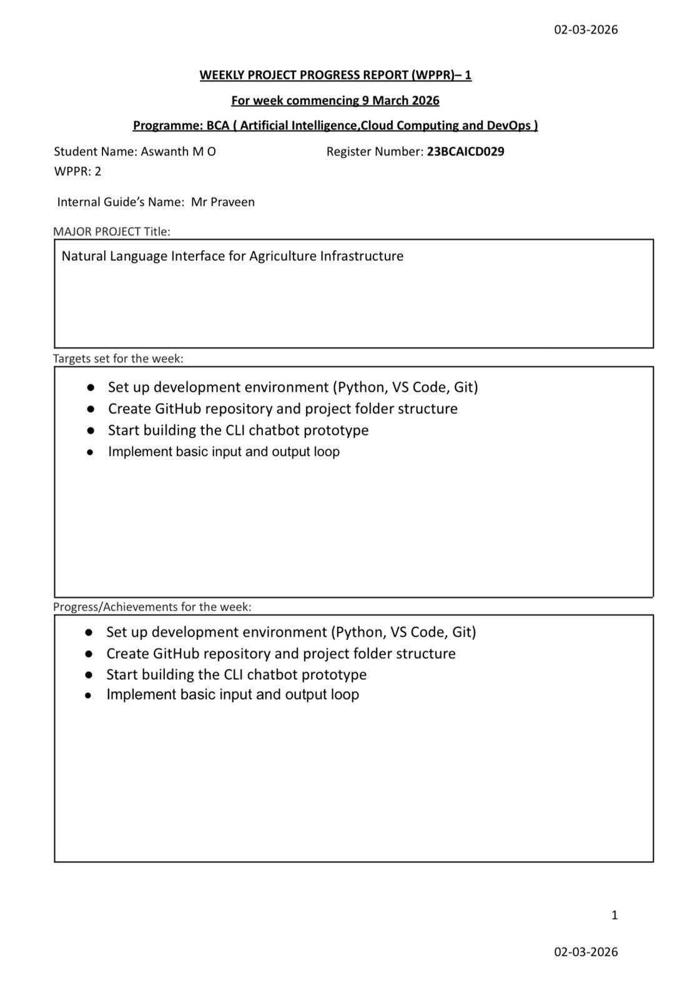 02-03-2026
WEEKLY PROJECT PROGRESS REPORT (WPPR)– 1
For week commencing 9 March 2026
Programme: BCA ( Artificial Intelligence,Cloud Computing and DevOps )
Student Name: Aswanth M O Register Number: 23BCAICD029
WPPR: 2
Internal Guide’s Name: Mr Praveen
MAJOR PROJECT Title:
Natural Language Interface for Agriculture Infrastructure
Targets set for the week:
● Set up development environment (Python, VS Code, Git)
● Create GitHub repository and project folder structure
● Start building the CLI chatbot prototype
● Implement basic input and output loop
Progress/Achievements for the week:
● Set up development environment (Python, VS Code, Git)
● Create GitHub repository and project folder structure
● Start building the CLI chatbot prototype
● Implement basic input and output loop
1
02-03-2026